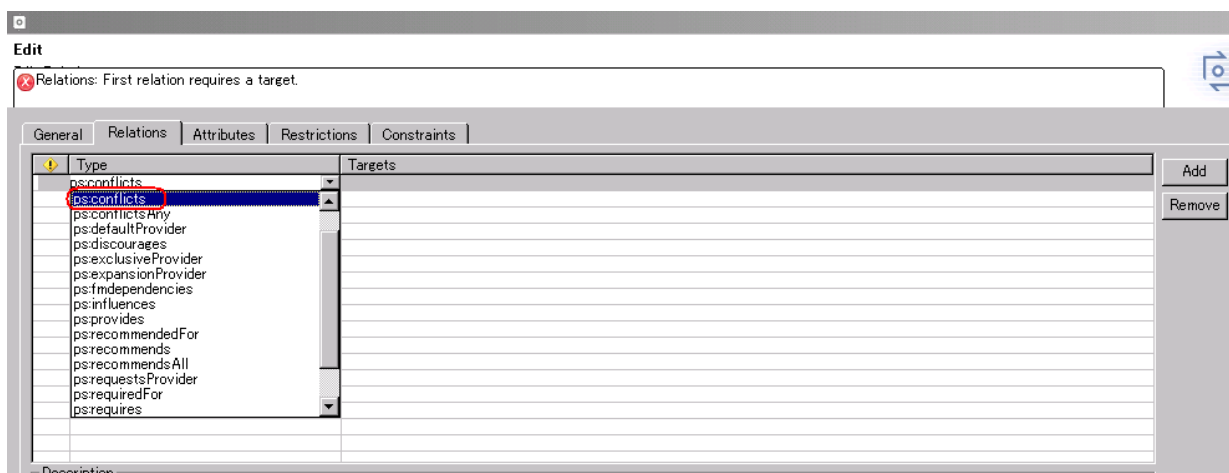 Edit
Relations: First relation requires a target.
General Relations Attributes Restrictions Constraints
Type Targets
Add
ps:conflicts
ps:conflicts
Remove
ps:conflictsAny
ps:defaultProvider
ps:discourages
ps:exclusiveProvider
ps:expansionProvider
ps:fmdependencies
ps:influences
ps:provides
ps:recommendedFor
ps:recommends
ps:recommendsAll
ps:requestsProvider
ps:requiredFor
ps:requires
Description